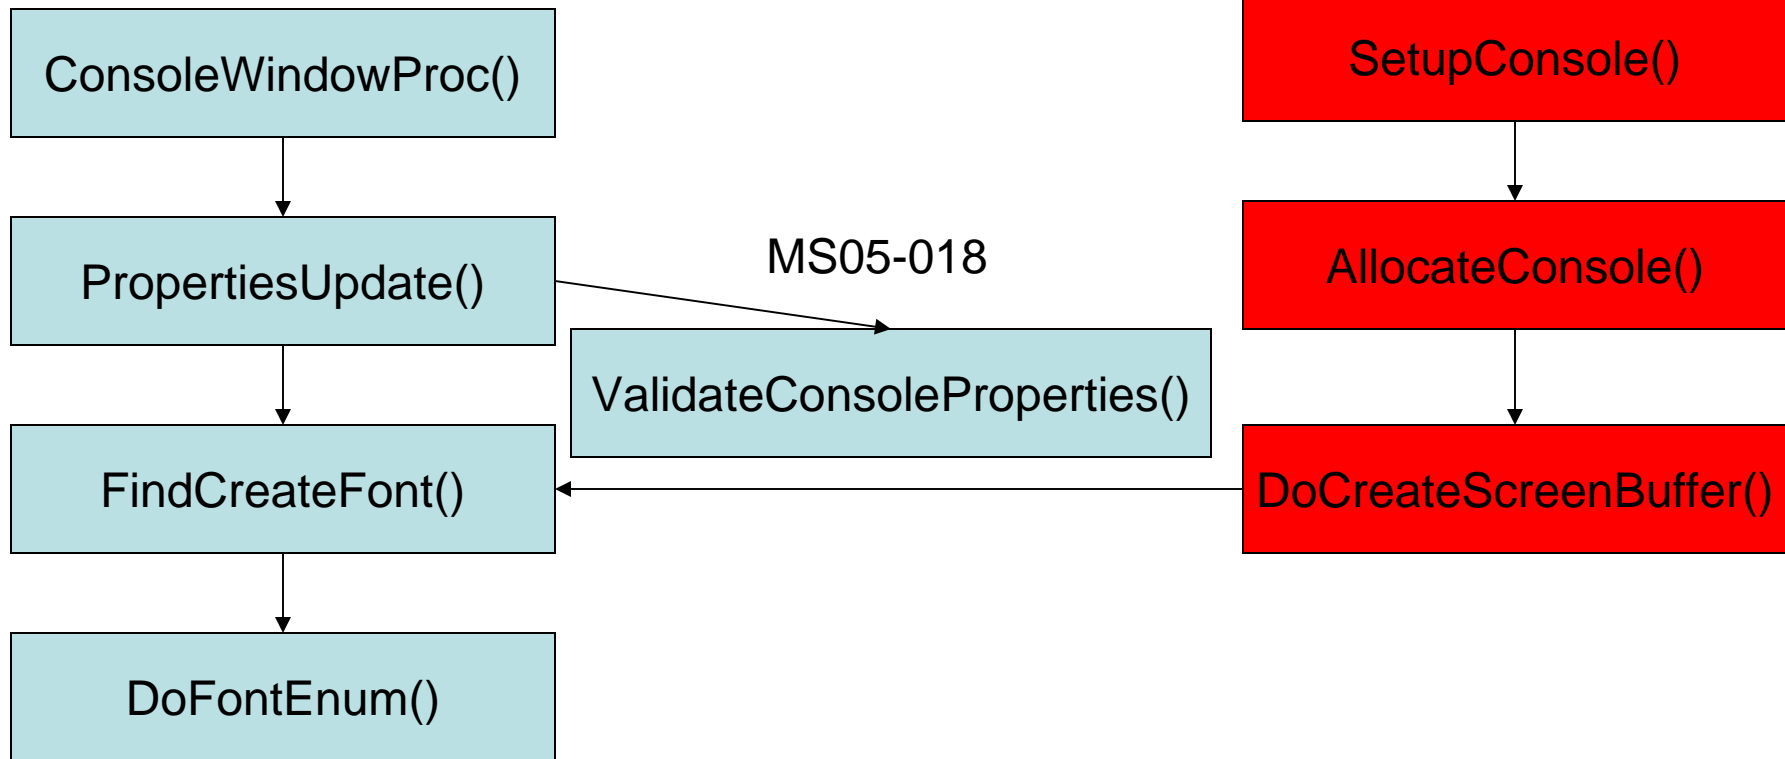 ConsoleWindowProc()
SetupConsole()
PropertiesUpdate()
MS05-018
AllocateConsole()
ValidateConsoleProperties()
FindCreateFont()
DoCreateScreenBuffer()
DoFontEnum()